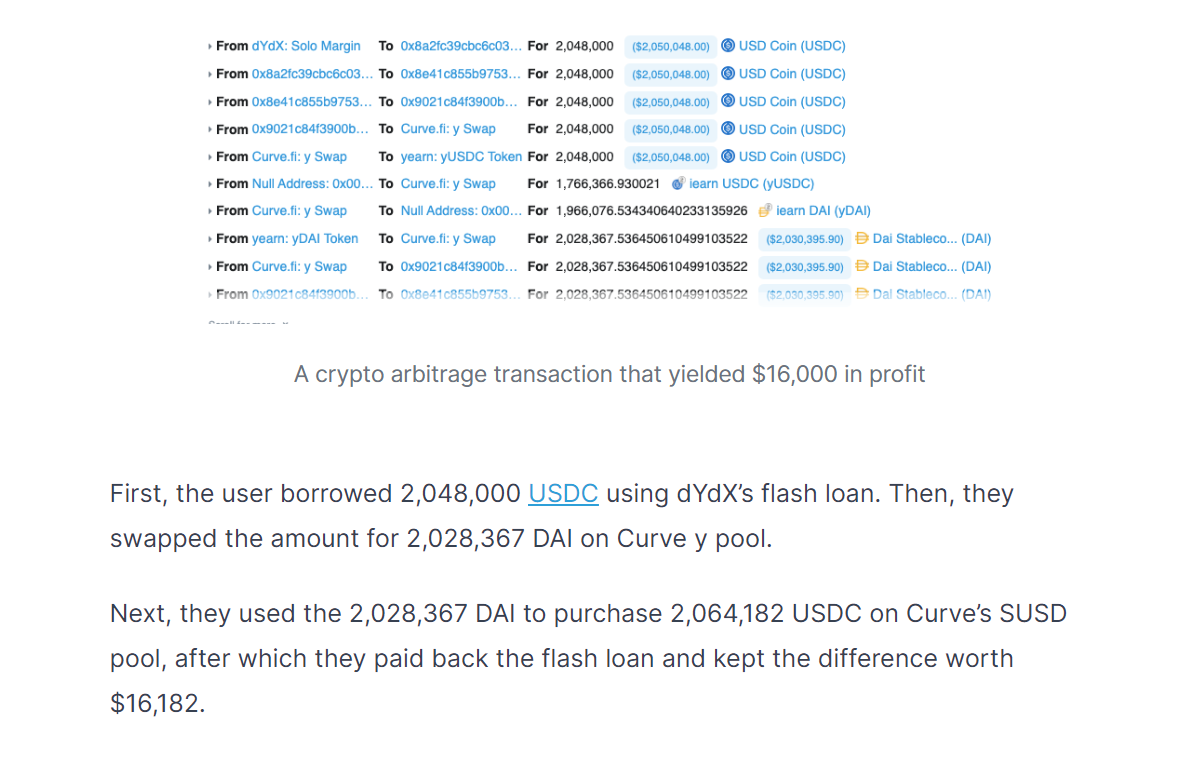 From dYdX: Solo Margin To 0x8a2fc39cbc6c03... For 2,048,000 ($2,050,048.00) USD Coin (USDC)
From 0x8a2fc39cbc6c03... To 0x8e41c855b9753... For 2,048,000 ($2,050,048.00) USD Coin (USDC)
From 0x8e41c855b9753... To 0x9021c84f3900b... For 2,048,000 ($2,050,048.00) USD Coin (USDC)
From 0x9021c84f3900b... To Curve.fi: y Swap For 2,048,000 ($2,050,048.00) USD Coin (USDC)
From Curve.fi: y Swap To yearn: yUSDC Token For 2,048,000 ($2,050,048.00) USD Coin (USDC)
From Null Address: 0x00... To Curve.fi: y Swap For 1,766,366.930021 iearn USDC (yUSDC)
From Curve.fi: y Swap To Null Address: 0x00... For 1,966,076.534340640233135926 iearn DAI (yDAI)
From yearn: yDAI Token To Curve.fi: y Swap For 2,028,367.536450610499103522 ($2,030,395.90) Dai Stableco... (DAI)
From Curve.fi: y Swap To 0x9021c84f3900b... For 2,028,367.536450610499103522 ($2,030,395.90) Dai Stableco... (DAI)
From 0x9021c84f3900b... To 0x8e41c855b9753... For 2,028,367.536450610499103522 ($2,030,395.90) Dai Stableco... (DAI)
A crypto arbitrage transaction that yielded $16,000 in profit
First, the user borrowed 2,048,000 USDC using dYdX’s flash loan. Then, they
swapped the amount for 2,028,367 DAI on Curve y pool.
Next, they used the 2,028,367 DAI to purchase 2,064,182 USDC on Curve’s SUSD
pool, after which they paid back the flash loan and kept the difference worth
$16,182.